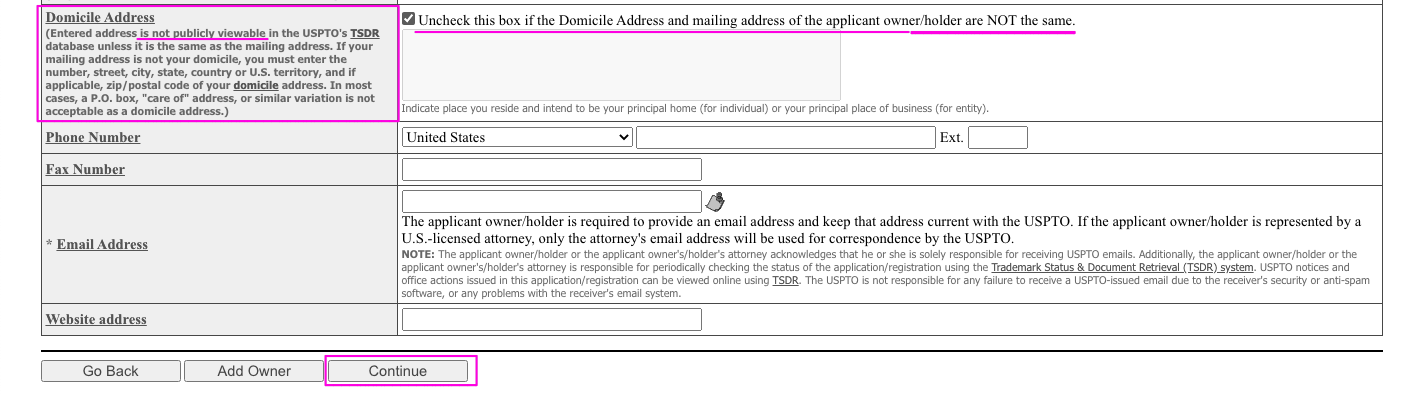 Domicile Address
(Entered address is not publicly viewable in the USPTO's TSDR
database unless it is the same as the mailing address. If your
mailing address is not your domicile, you must enter the
number, street, city, state, country or U.S. territory, and if
applicable, zip/postal code of your domicile address. In most
cases, a P.O. box, "care of" address, or similar variation is not
acceptable as a domicile address.)
Uncheck this box if the Domicile Address and mailing address of the applicant owner/holder are NOT the same.
Indicate place you reside and intend to be your principal home (for individual) or your principal place of business (for entity).
Phone Number
United States
Ext.
Fax Number
* Email Address
The applicant owner/holder is required to provide an email address and keep that address current with the USPTO. If the applicant owner/holder is represented by a
U.S.-licensed attorney, only the attorney's email address will be used for correspondence by the USPTO.
NOTE: The applicant owner/holder or the applicant owner's/holder's attorney acknowledges that he or she is solely responsible for receiving USPTO emails. Additionally, the applicant owner/holder or the
applicant owner's/holder's attorney is responsible for periodically checking the status of the application/registration using the Trademark Status & Document Retrieval (TSDR) system. USPTO notices and
office actions issued in this application/registration can be viewed online using TSDR. The USPTO is not responsible for any failure to receive a USPTO-issued email due to the receiver's security or anti-spam
software, or any problems with the receiver's email system.
Website address
Go Back
Add Owner
Continue